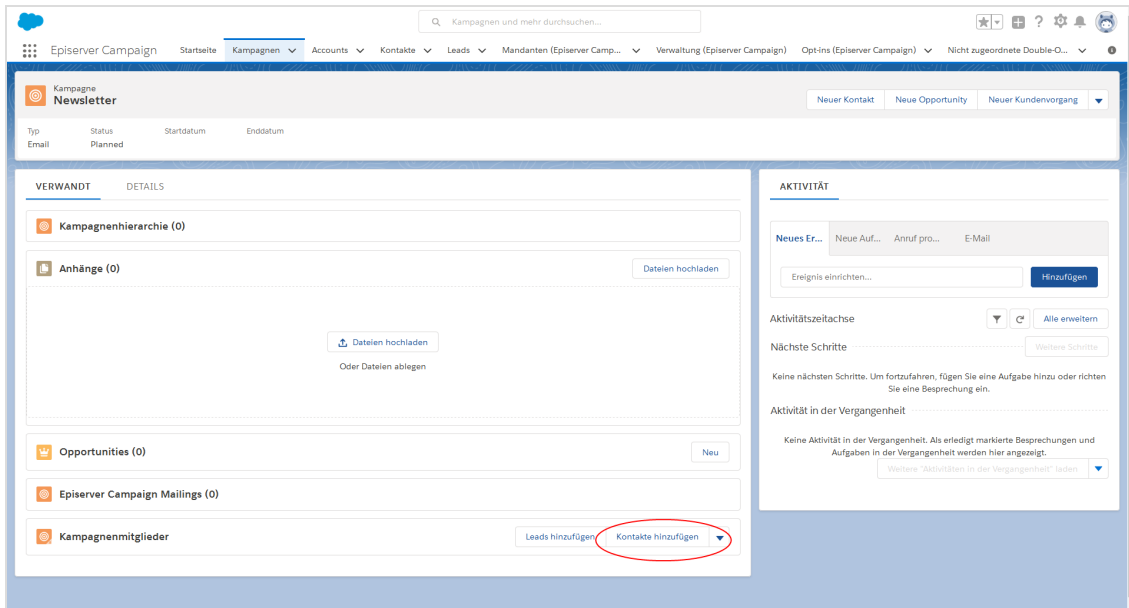 Kampagnen und mehr durchsuchen...
Episerver Campaign Startseite Kampagnen Accounts Kontakte Leads Mandanten (Episerver Camp... Verwaltung (Episerver Campaign) Opt-ins (Episerver Campaign) Nicht zugeordnete Double-O...
Kampagne
Newsletter
Neuer Kontakt Neue Opportunity Neuer Kundenvorgang
Typ Status Startdatum Enddatum
Email Planned
VERWANDT DETAILS
Kampagnenhierarchie (0)
Anhänge (0) Dateien hochladen
Dateien hochladen
Oder Dateien ablegen
Opportunities (0) Neu
Episerver Campaign Mailings (0)
Kampagnenmitglieder Leads hinzufügen Kontakte hinzufügen
AKTIVITÄT
Neues Er... Neue Auf... Anruf pro... E-Mail
Ereignis einrichten... Hinzufügen
Aktivitätszeitachse Alle erweitern
Nächste Schritte Weitere Schritte
Keine nächsten Schritte. Um fortzufahren, fügen Sie eine Aufgabe hinzu oder richten
Sie eine Besprechung ein.
Aktivität in der Vergangenheit
Keine Aktivität in der Vergangenheit. Als erledigt markierte Besprechungen und
Aufgaben in der Vergangenheit werden hier angezeigt.
Weitere "Aktivitäten in der Vergangenheit" laden